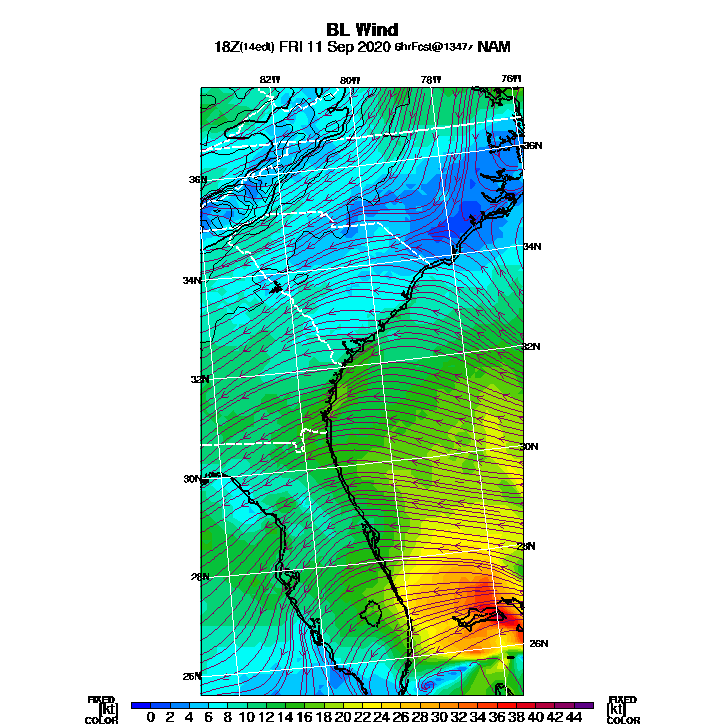 BL Wind
18Z(14edt) FRI 11 Sep 2020 6hrFcst@1347z NAM
82W 80W 78W 76W
36N
36N
34N
34N
32N
32N
30N
30N
28N
28N
26N
26N
FIXED FIXED
[kt] 0 2 4 6 8 10 12 14 16 18 20 22 24 26 28 30 32 34 36 38 40 42 44 [kt]
COLOR COLOR